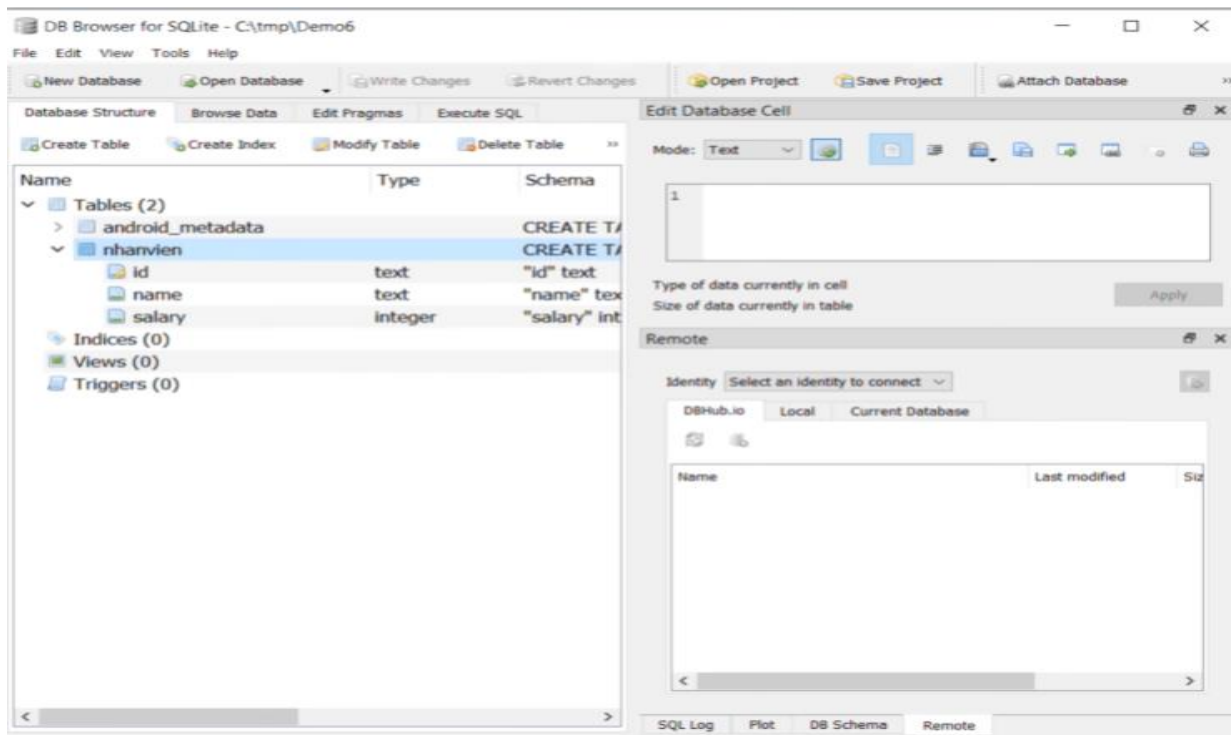 DB Browser for SQLite - C:\tmp\Demo6
File Edit View Tools Help
New Database Open Database Write Changes Revert Changes Open Project Save Project Attach Database
Database Structure Browse Data Edit Pragmas Execute SQL
Create Table Create Index Modify Table Delete Table
Name Type Schema
Tables (2)
android_metadata CREATE TA
nhanvien CREATE TA
id text "id" text
name text "name" tex
salary integer "salary" int
Indices (0)
Views (0)
Triggers (0)
Edit Database Cell
Mode: Text
1
Type of data currently in cell
Size of data currently in table
Apply
Remote
Identity Select an identity to connect
DBHub.io Local Current Database
Name Last modified Siz
SQL Log Plot DB Schema Remote